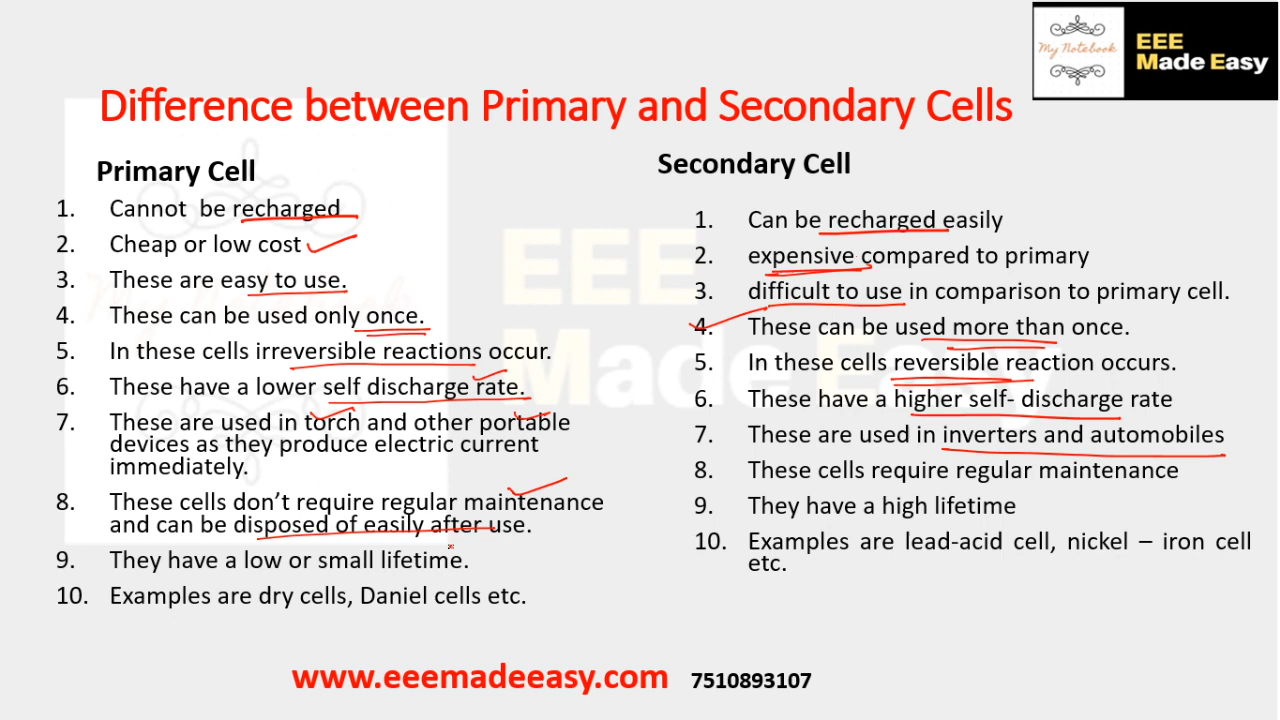 My Notebook
EEE
Made Easy
Difference between Primary and Secondary Cells
Primary Cell
1. Cannot be recharged
2. Cheap or low cost
3. These are easy to use.
4. These can be used only once.
5. In these cells irreversible reactions occur.
6. These have a lower self discharge rate.
7. These are used in torch and other portable
devices as they produce electric current
immediately.
8. These cells don’t require regular maintenance
and can be disposed of easily after use.
9. They have a low or small lifetime.
10. Examples are dry cells, Daniel cells etc.
Secondary Cell
1. Can be recharged easily
2. expensive compared to primary
3. difficult to use in comparison to primary cell.
4. These can be used more than once.
5. In these cells reversible reaction occurs.
6. These have a higher self- discharge rate
7. These are used in inverters and automobiles
8. These cells require regular maintenance
9. They have a high lifetime
10. Examples are lead-acid cell, nickel – iron cell
etc.
My Notebook
EEE
Made Easy
www.eeemadeeasy.com 7510893107